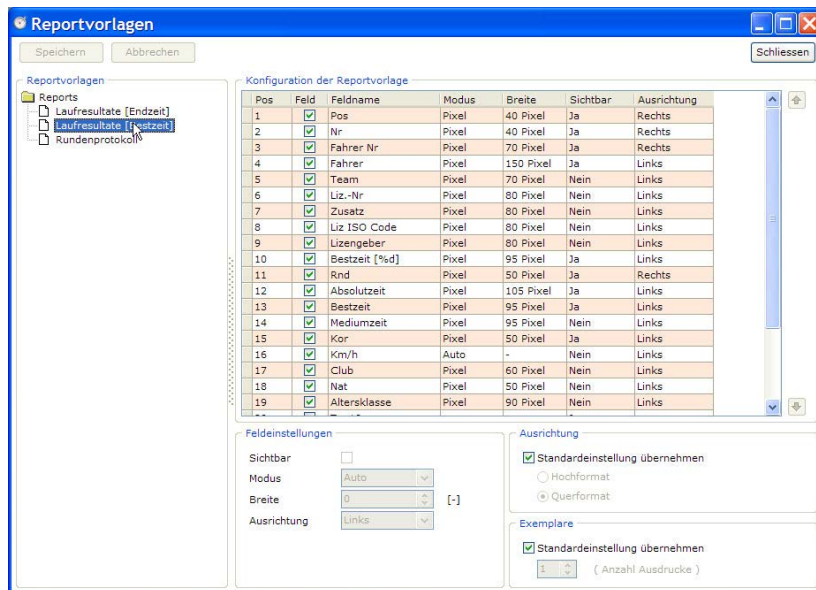 Reportvorlagen
Speichern Abbrechen Schliessen
Reportvorlagen
Reports
Laufresultate [Endzeit]
Laufresultate [Bestzeit]
Rundenprotokoll
Konfiguration der Reportvorlage
Pos Feld Feldname Modus Breite Sichtbar Ausrichtung
1 Pos Pixel 40 Pixel Ja Rechts
2 Nr Pixel 40 Pixel Ja Rechts
3 Fahrer Nr Pixel 70 Pixel Ja Rechts
4 Fahrer Pixel 150 Pixel Ja Links
5 Team Pixel 70 Pixel Nein Links
6 Liz.-Nr Pixel 80 Pixel Nein Links
7 Zusatz Pixel 80 Pixel Nein Links
8 Liz ISO Code Pixel 80 Pixel Nein Links
9 Lizengeber Pixel 80 Pixel Nein Links
10 Bestzeit [%d] Pixel 95 Pixel Ja Links
11 Rnd Pixel 50 Pixel Ja Rechts
12 Absolutzeit Pixel 105 Pixel Ja Links
13 Bestzeit Pixel 95 Pixel Ja Links
14 Mediumzeit Pixel 95 Pixel Nein Links
15 Kor Pixel 50 Pixel Ja Links
16 Km/h Auto - Nein Links
17 Club Pixel 60 Pixel Nein Links
18 Nat Pixel 50 Pixel Nein Links
19 Altersklasse Pixel 90 Pixel Nein Links
Feldeinstellungen
Sichtbar
Modus Auto
Breite 0 [-]
Ausrichtung Links
Ausrichtung
Standardeinstellung übernehmen
Hochformat
Querformat
Exemplare
Standardeinstellung übernehmen
1 ( Anzahl Ausdrucke )